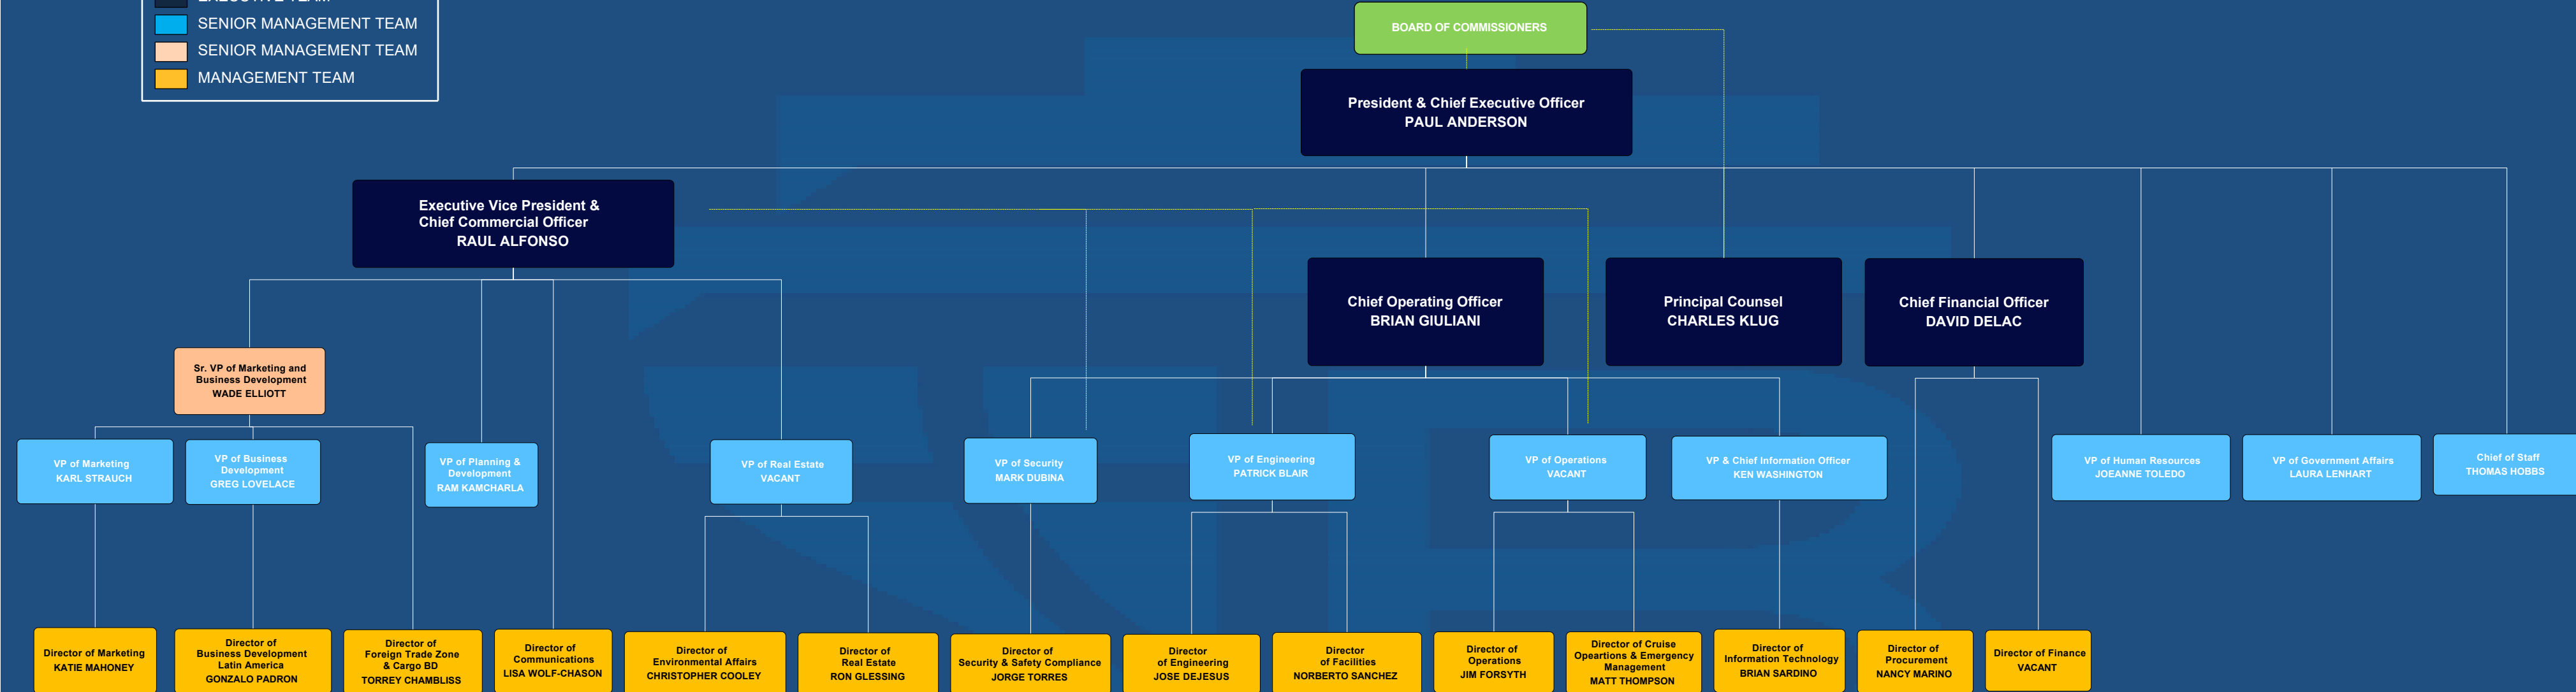 EXECUTIVE TEAM
SENIOR MANAGEMENT TEAM
SENIOR MANAGEMENT TEAM
MANAGEMENT TEAM
BOARD OF COMMISSIONERS
President & Chief Executive Officer
PAUL ANDERSON
Executive Vice President &
Chief Commercial Officer
RAUL ALFONSO
Chief Operating Officer
BRIAN GIULIANI
Principal Counsel
CHARLES KLUG
Chief Financial Officer
DAVID DELAC
Sr. VP of Marketing and
Business Development
WADE ELLIOTT
VP of Marketing
KARL STRAUCH
VP of Business
Development
GREG LOVELACE
VP of Planning &
Development
RAM KAMCHARLA
VP of Real Estate
VACANT
VP of Security
MARK DUBINA
VP of Engineering
PATRICK BLAIR
VP of Operations
VACANT
VP & Chief Information Officer
KEN WASHINGTON
VP of Human Resources
JOEANNE TOLEDO
VP of Government Affairs
LAURA LENHART
Chief of Staff
THOMAS HOBBS
Director of Marketing
KATIE MAHONEY
Director of
Business Development
Latin America
GONZALO PADRON
Director of
Foreign Trade Zone
& Cargo BD
TORREY CHAMBLISS
Director of
Communications
LISA WOLF-CHASON
Director of
Environmental Affairs
CHRISTOPHER COOLEY
Director of
Real Estate
RON GLESSING
Director of
Security & Safety Compliance
JORGE TORRES
Director
of Engineering
JOSE DEJESUS
Director
of Facilities
NORBERTO SANCHEZ
Director of
Operations
JIM FORSYTH
Director of Cruise
Opeartions & Emergency
Management
MATT THOMPSON
Director of
Information Technology
BRIAN SARDINO
Director of
Procurement
NANCY MARINO
Director of Finance
VACANT